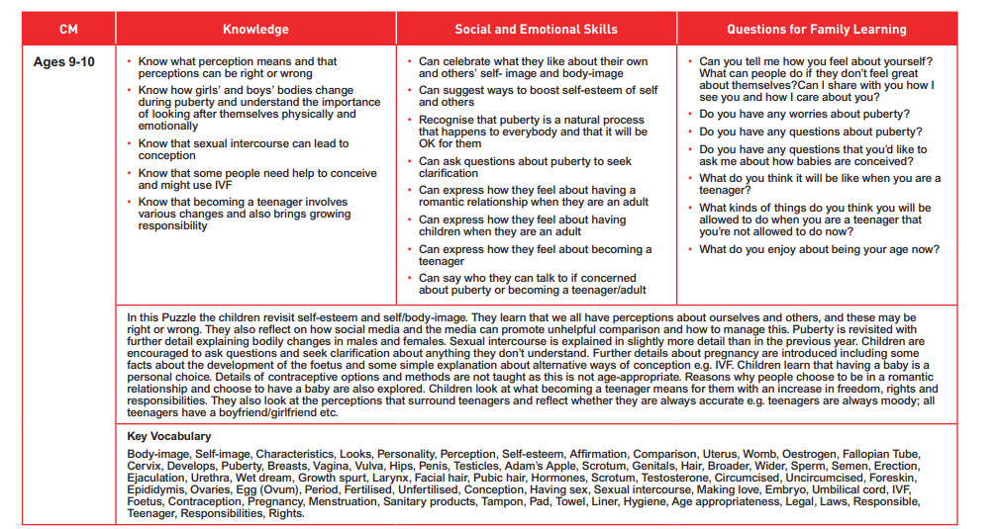 CM
Knowledge
Social and Emotional Skills
Questions for Family Learning
Ages 9-10
• Know what perception means and that
perceptions can be right or wrong
• Know how girls' and boys' bodies change
during puberty and understand the importance
of looking after themselves physically and
emotionally
• Know that sexual intercourse can lead to
conception
• Know that some people need help to conceive
and might use IVF
• Know that becoming a teenager involves
various changes and also brings growing
responsibility
• Can celebrate what they like about their own
and others' self- image and body-image
• Can suggest ways to boost self-esteem of self
and others
• Recognise that puberty is a natural process
that happens to everybody and that it will be
OK for them
• Can ask questions about puberty to seek
clarification
• Can express how they feel about having a
romantic relationship when they are an adult
• Can express how they feel about having
children when they are an adult
• Can express how they feel about becoming a
teenager
• Can say who they can talk to if concerned
about puberty or becoming a teenager/adult
• Can you tell me how you feel about yourself?
What can people do if they don't feel great
about themselves?Can I share with you how I
see you and how I care about you?
• Do you have any worries about puberty?
• Do you have any questions about puberty?
• Do you have any questions that you'd like to
ask me about how babies are conceived?
• What do you think it will be like when you are a
teenager?
• What kinds of things do you think you will be
allowed to do when you are a teenager that
you're not allowed to do now?
• What do you enjoy about being your age now?
In this Puzzle the children revisit self-esteem and self/body-image. They learn that we all have perceptions about ourselves and others, and these may be
right or wrong. They also reflect on how social media and the media can promote unhelpful comparison and how to manage this. Puberty is revisited with
further detail explaining bodily changes in males and females. Sexual intercourse is explained in slightly more detail than in the previous year. Children are
encouraged to ask questions and seek clarification about anything they don't understand. Further details about pregnancy are introduced including some
facts about the development of the foetus and some simple explanation about alternative ways of conception e.g. IVF. Children learn that having a baby is a
personal choice. Details of contraceptive options and methods are not taught as this is not age-appropriate. Reasons why people choose to be in a romantic
relationship and choose to have a baby are also explored. Children look at what becoming a teenager means for them with an increase in freedom, rights and
responsibilities. They also look at the perceptions that surround teenagers and reflect whether they are always accurate e.g. teenagers are always moody; all
teenagers have a boyfriend/girlfriend etc.
Key Vocabulary
Body-image, Self-image, Characteristics, Looks, Personality, Perception, Self-esteem, Affirmation, Comparison, Uterus, Womb, Oestrogen, Fallopian Tube,
Cervix, Develops, Puberty, Breasts, Vagina, Vulva, Hips, Penis, Testicles, Adam's Apple, Scrotum, Genitals, Hair, Broader, Wider, Sperm, Semen, Erection,
Ejaculation, Urethra, Wet dream, Growth spurt, Larynx, Facial hair, Pubic hair, Hormones, Scrotum, Testosterone, Circumcised, Uncircumcised, Foreskin,
Epididymis, Ovaries, Egg (Ovum), Period, Fertilised, Unfertilised, Conception, Having sex, Sexual intercourse, Making love, Embryo, Umbilical cord, IVF,
Foetus, Contraception, Pregnancy, Menstruation, Sanitary products, Tampon, Pad, Towel, Liner, Hygiene, Age appropriateness, Legal, Laws, Responsible,
Teenager, Responsibilities, Rights.